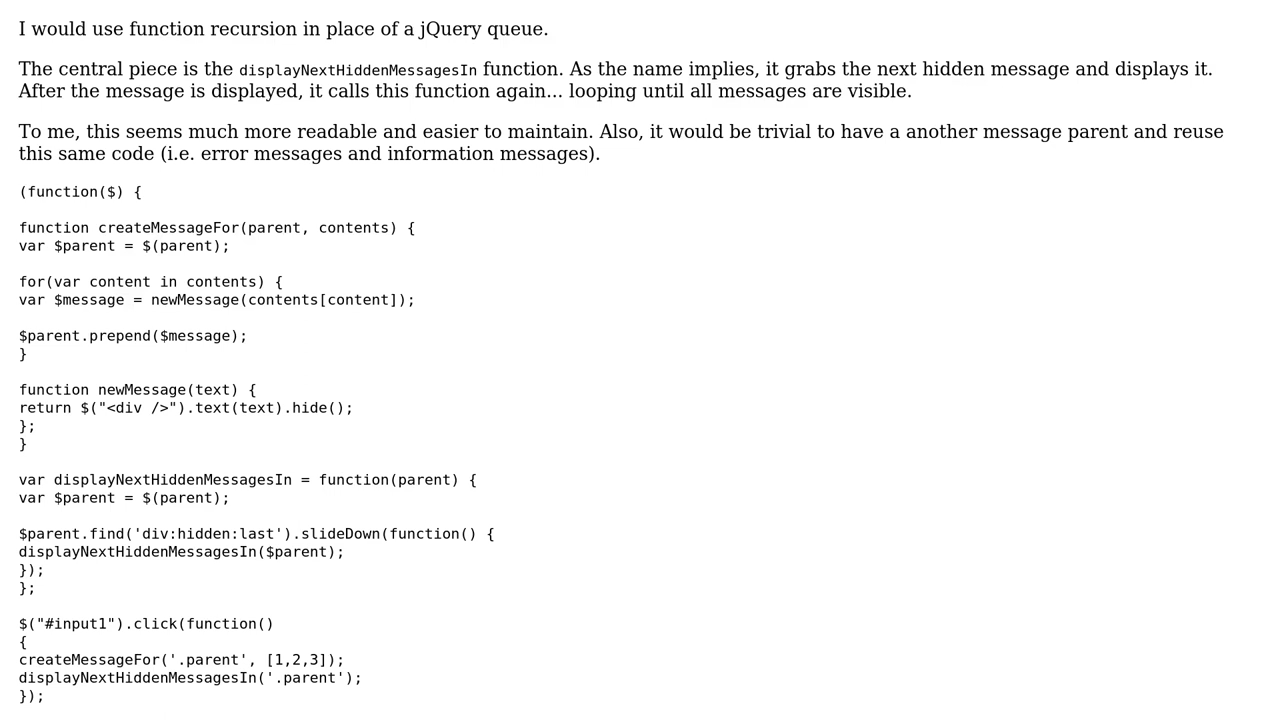 I would use function recursion in place of a jQuery queue.
The central piece is the displayNextHiddenMessagesIn function. As the name implies, it grabs the next hidden message and displays it.
After the message is displayed, it calls this function again... looping until all messages are visible.
To me, this seems much more readable and easier to maintain. Also, it would be trivial to have a another message parent and reuse
this same code (i.e. error messages and information messages).
(function($) {
function createMessageFor(parent, contents) {
var $parent = $(parent);
for(var content in contents) {
var $message = newMessage(contents[content]);
$parent.prepend($message);
}
function newMessage(text) {
return $("<div />").text(text).hide();
};
}
var displayNextHiddenMessagesIn = function(parent) {
var $parent = $(parent);
$parent.find('div:hidden:last').slideDown(function() {
displayNextHiddenMessagesIn($parent);
});
};
$("#input1").click(function()
{
createMessageFor('.parent', [1,2,3]);
displayNextHiddenMessagesIn('.parent');
});